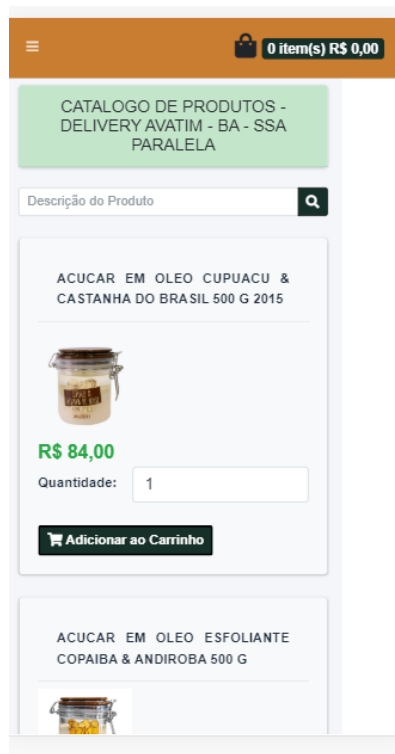 0 item(s) R$ 0,00
CATALOGO DE PRODUTOS -
DELIVERY AVATIM - BA - SSA
PARALELA
Descrição do Produto
ACUCAR EM OLEO CUPUACU &
CASTANHA DO BRASIL 500 G 2015
R$ 84,00
Quantidade: 1
Adicionar ao Carrinho
ACUCAR EM OLEO ESFOLIANTE
COPAIBA & ANDIROBA 500 G